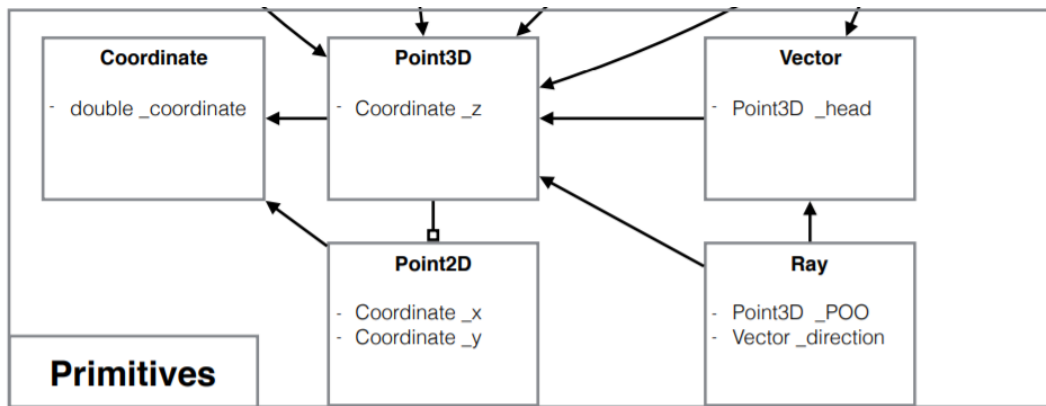 Coordinate
- double _coordinate
Point3D
- Coordinate _z
Vector
- Point3D _head
Point2D
- Coordinate _x
- Coordinate _y
Ray
- Point3D _POO
- Vector _direction
Primitives